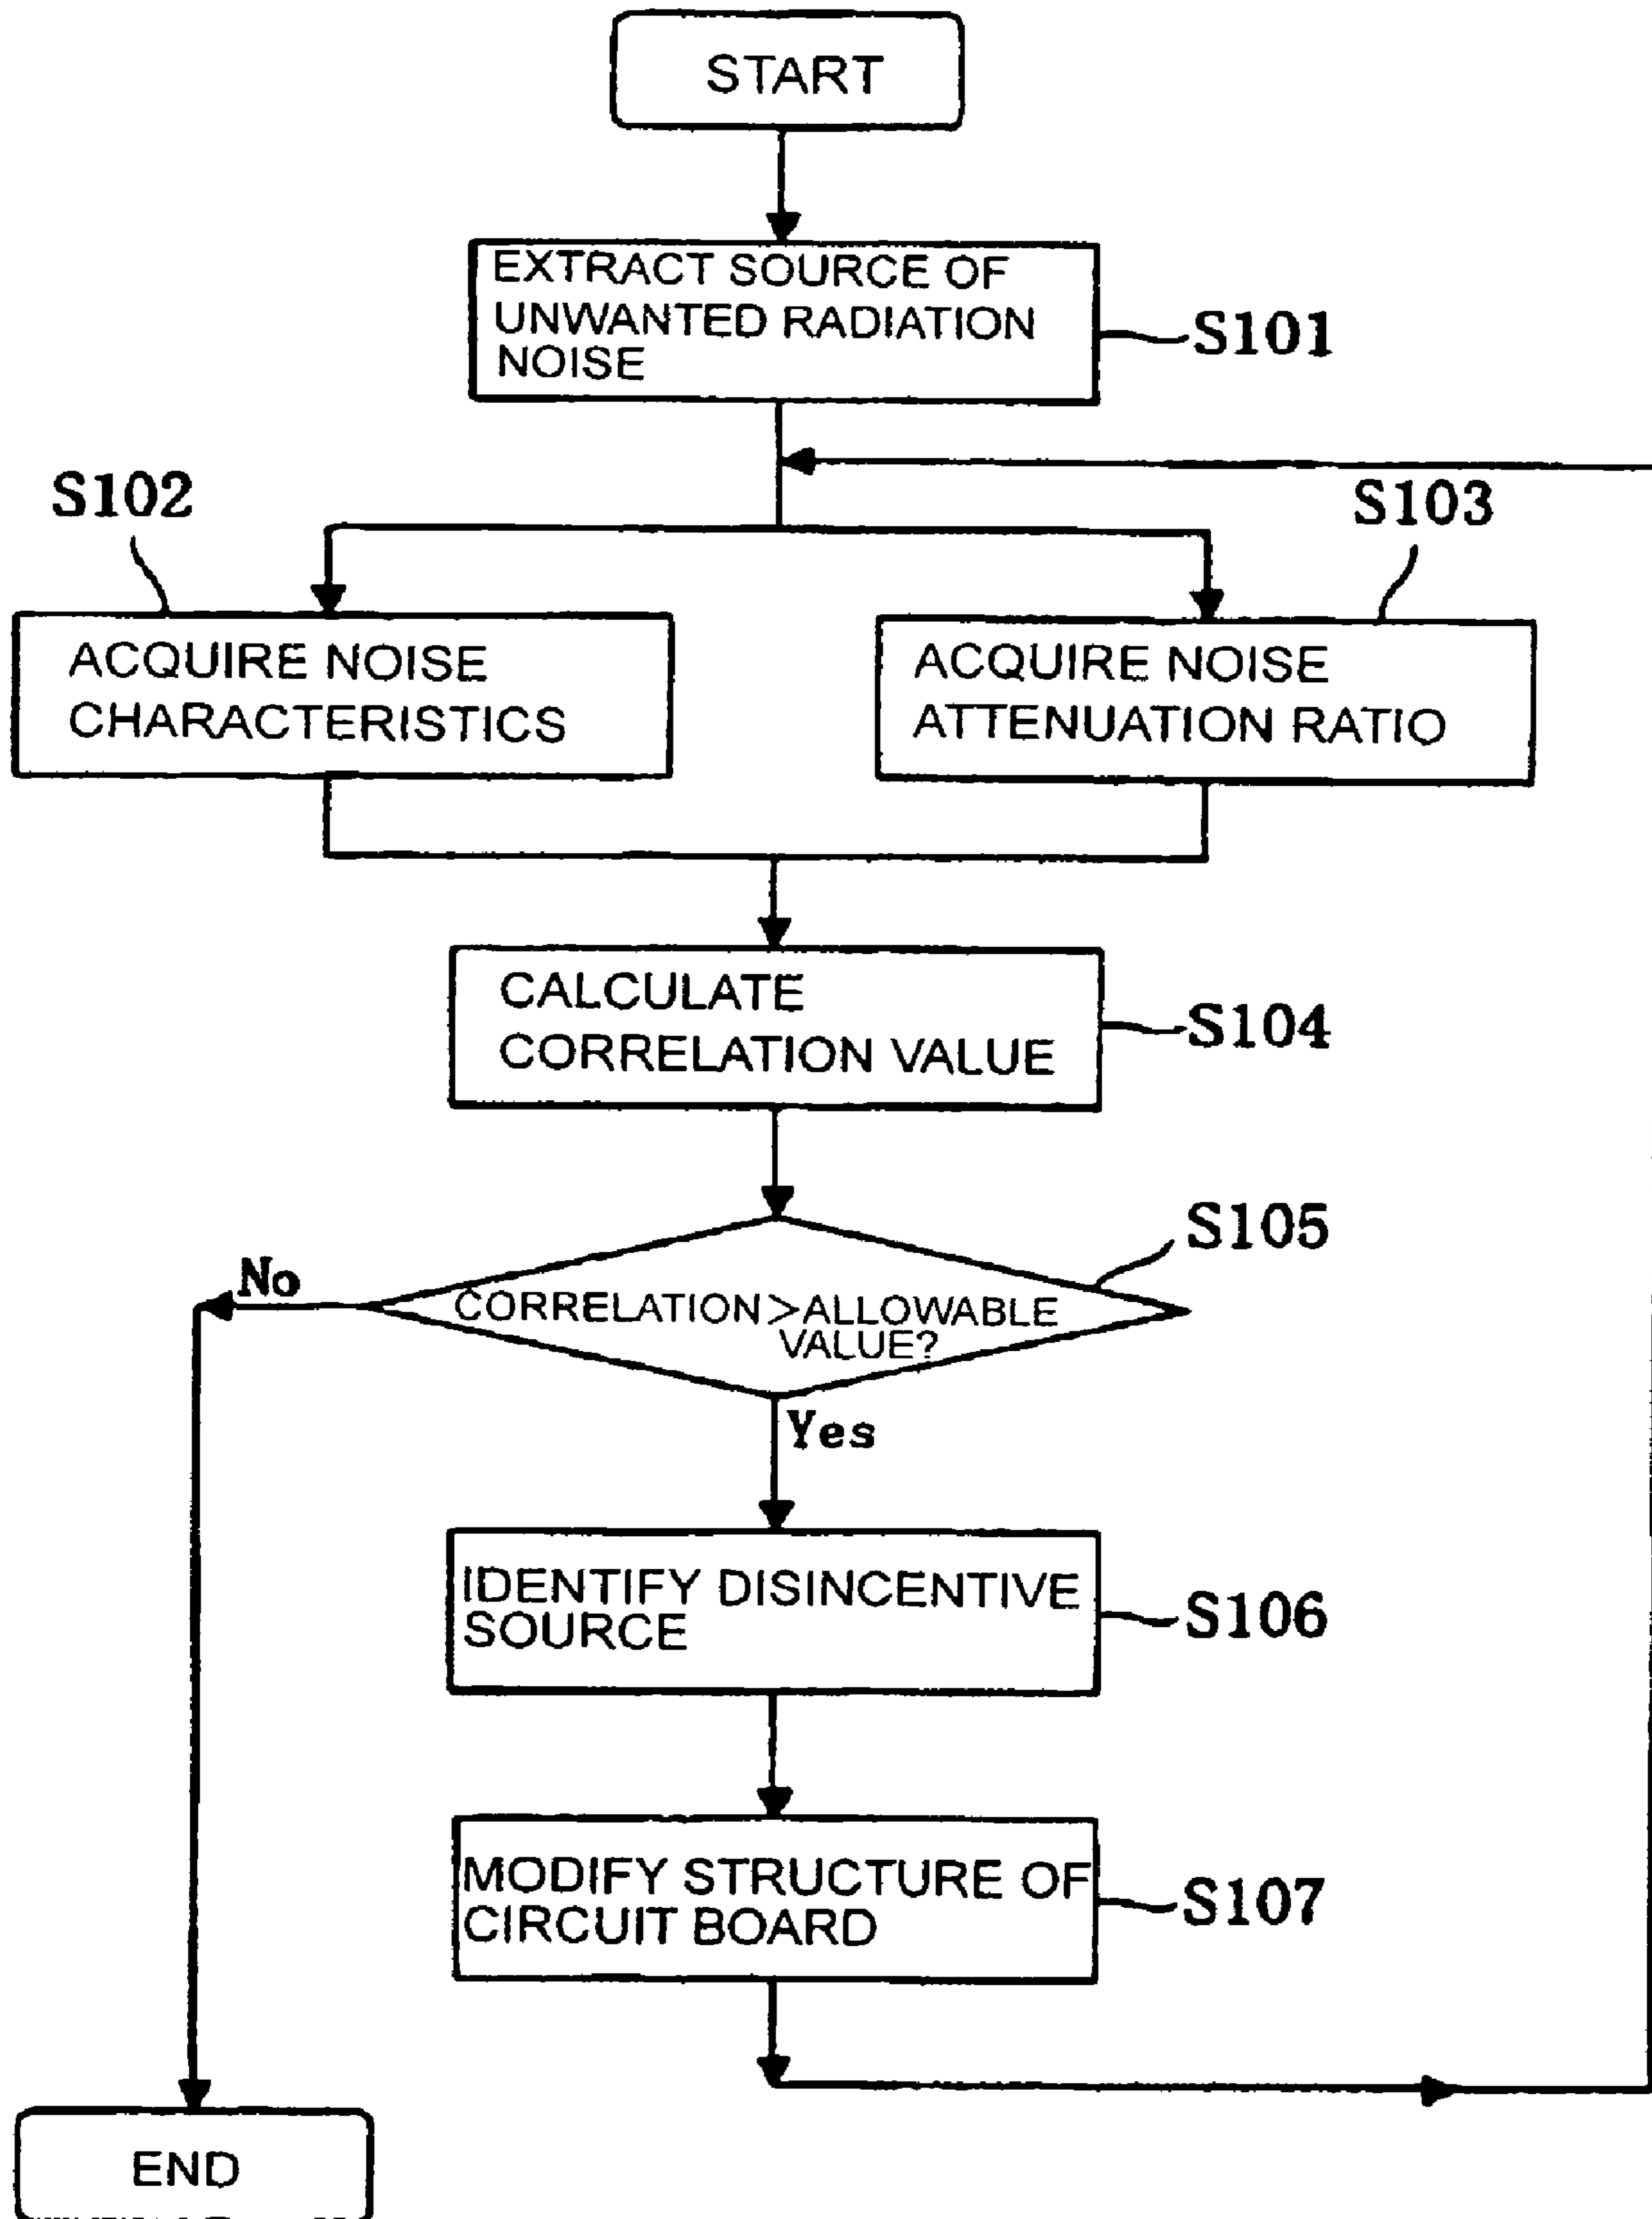 START
EXTRACT SOURCE OF
UNWANTED RADIATION
NOISE
S101
S102
S103
ACQUIRE NOISE
CHARACTERISTICS
ACQUIRE NOISE
ATTENUATION RATIO
CALCULATE
CORRELATION VALUE
S104
S105
No
CORRELATION>ALLOWABLE
VALUE?
Yes
IDENTIFY DISINCENTIVE
SOURCE
S106
MODIFY STRUCTURE OF
CIRCUIT BOARD
S107
END